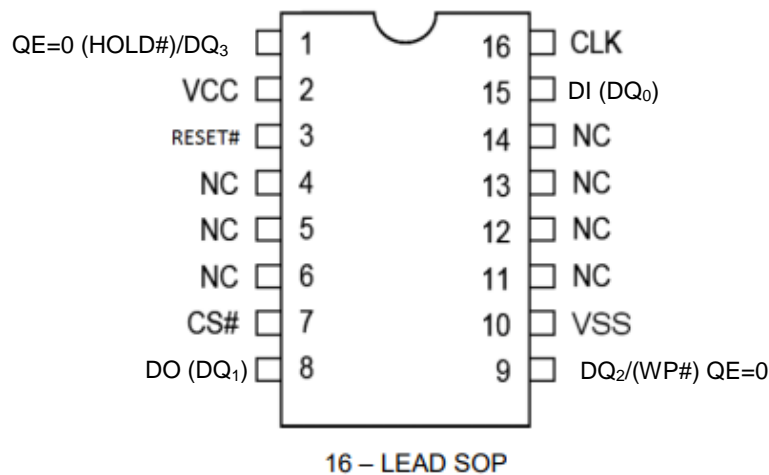 QE=0 (HOLD#)/DQ₃ 1 16 CLK
VCC 2 15 DI (DQ₀)
RESET# 3 14 NC
NC 4 13 NC
NC 5 12 NC
NC 6 11 NC
CS# 7 10 VSS
DO (DQ₁) 8 9 DQ₂/(WP#) QE=0
16 – LEAD SOP